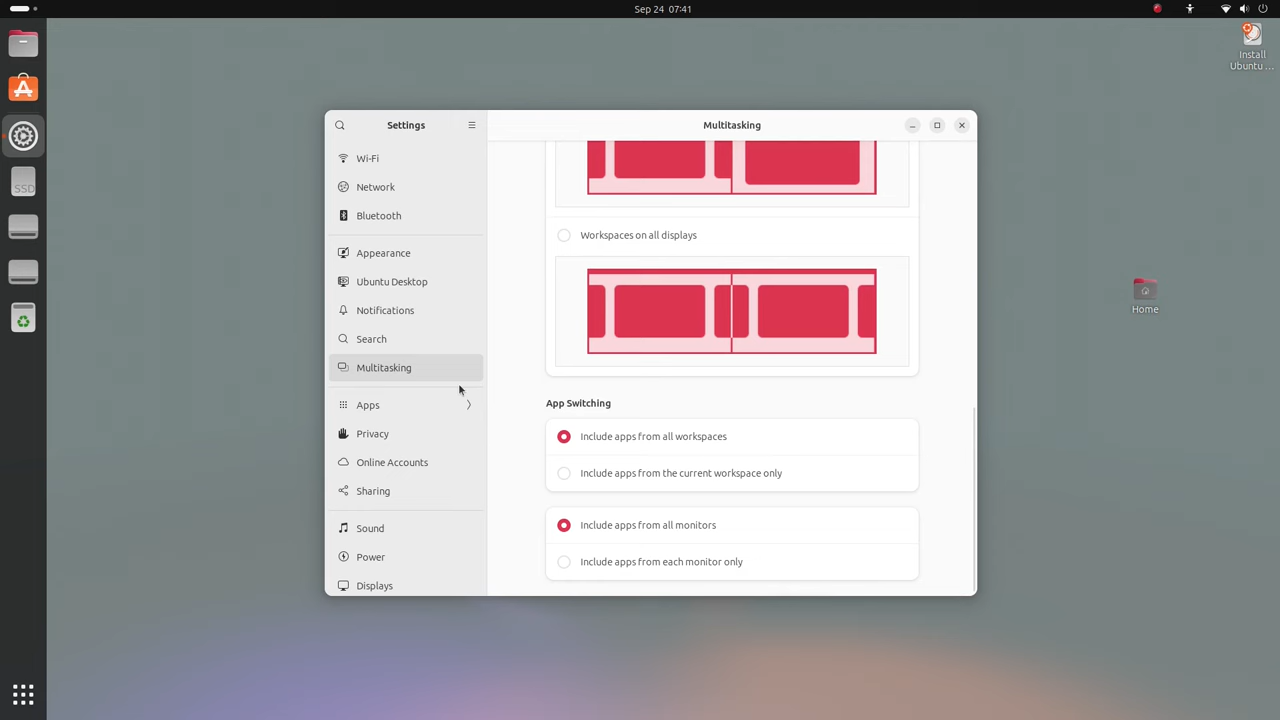 Sep 24 07:41
Install
Ubuntu ...
Settings
Multitasking
Wi-Fi
Network
Bluetooth
Appearance
Ubuntu Desktop
Notifications
Search
Multitasking
Apps
Privacy
Online Accounts
Sharing
Sound
Power
Displays
Workspaces on all displays
App Switching
Include apps from all workspaces
Include apps from the current workspace only
Include apps from all monitors
Include apps from each monitor only
SSD
Home